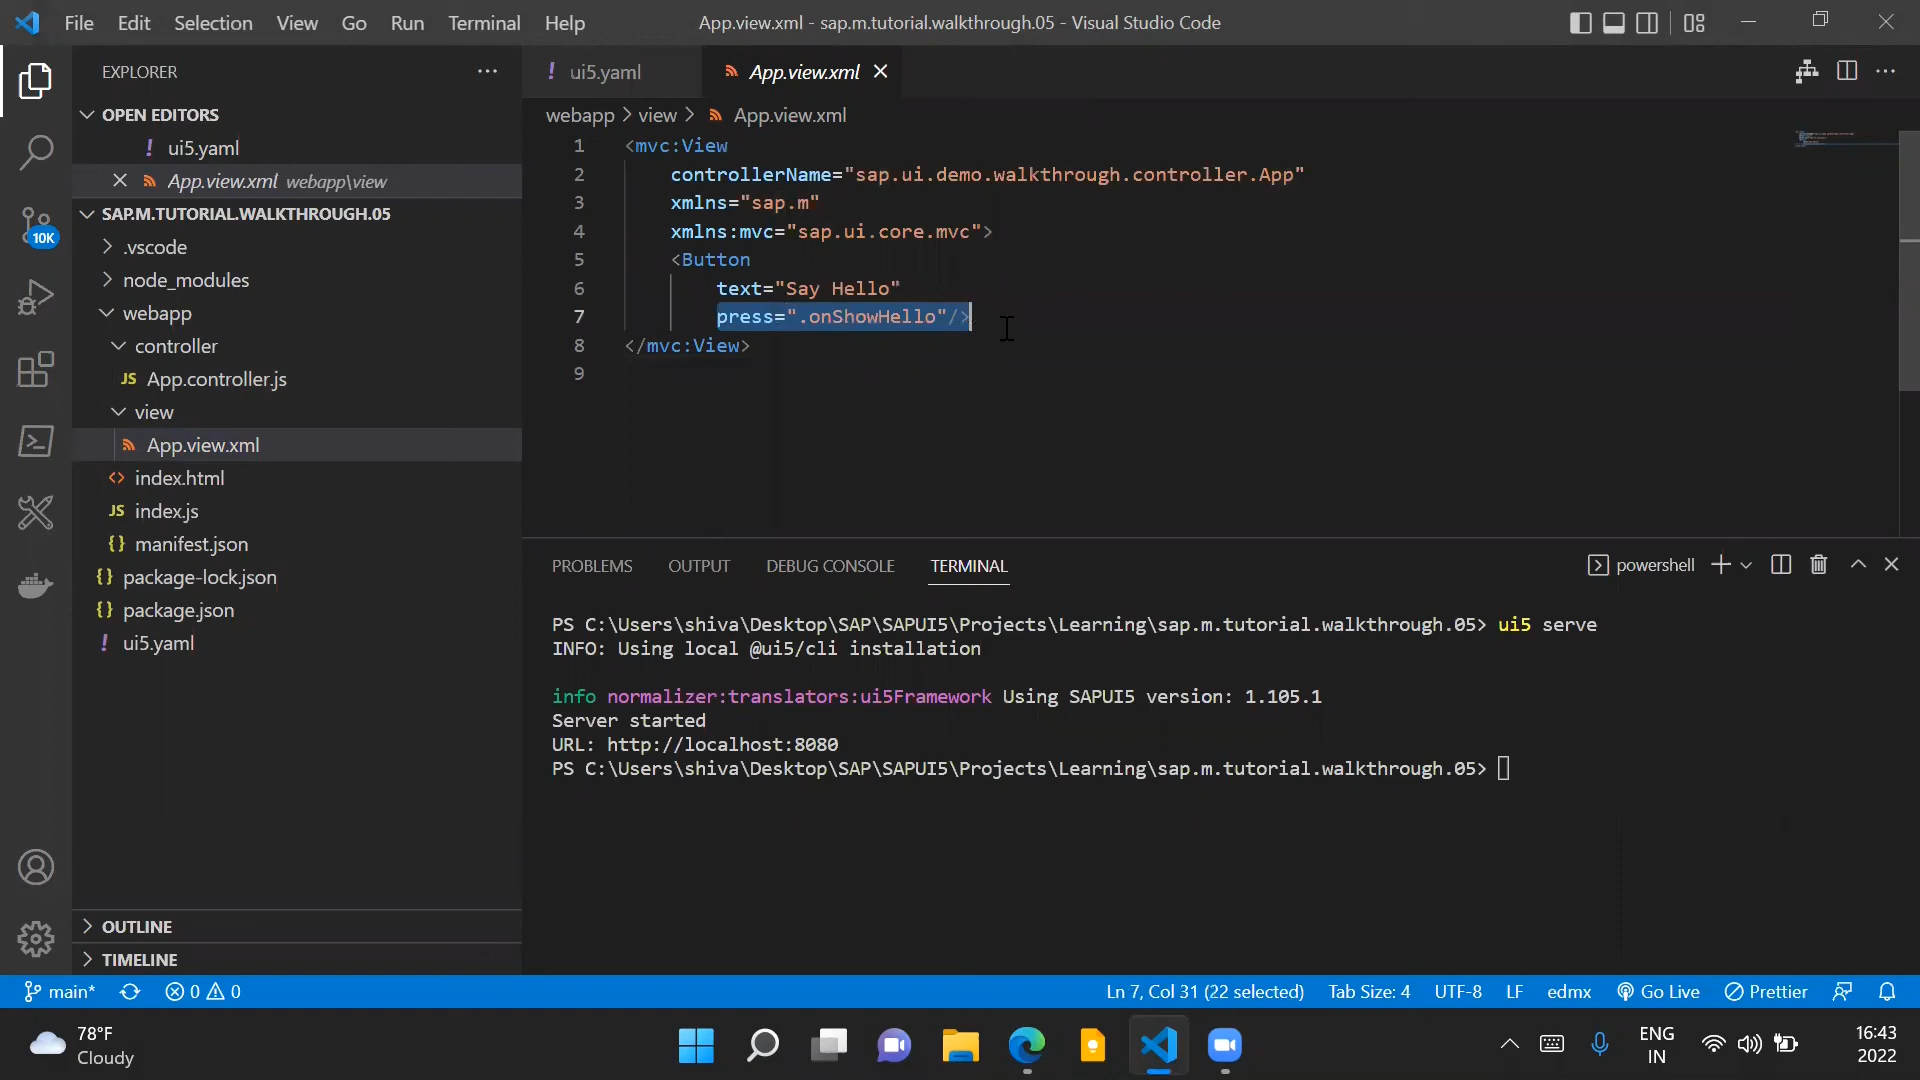 File Edit Selection View Go Run Terminal Help
App.view.xml - sap.m.tutorial.walkthrough.05 - Visual Studio Code
EXPLORER
OPEN EDITORS
! ui5.yaml
App.view.xml webapp\view
SAP.M.TUTORIAL.WALKTHROUGH.05
.vscode
node_modules
webapp
controller
JS App.controller.js
view
App.view.xml
<> index.html
JS index.js
{} manifest.json
{} package-lock.json
{} package.json
! ui5.yaml
OUTLINE
TIMELINE
10K
! ui5.yaml
App.view.xml
webapp > view > App.view.xml
1 <mvc:View
2 controllerName="sap.ui.demo.walkthrough.controller.App"
3 xmlns="sap.m"
4 xmlns:mvc="sap.ui.core.mvc">
5 <Button
6 text="Say Hello"
7 press=".onShowHello"/>
8 </mvc:View>
9
PROBLEMS OUTPUT DEBUG CONSOLE TERMINAL
powershell
PS C:\Users\shiva\Desktop\SAP\SAPUI5\Projects\Learning\sap.m.tutorial.walkthrough.05> ui5 serve
INFO: Using local @ui5/cli installation
info normalizer:translators:ui5Framework Using SAPUI5 version: 1.105.1
Server started
URL: http://localhost:8080
PS C:\Users\shiva\Desktop\SAP\SAPUI5\Projects\Learning\sap.m.tutorial.walkthrough.05>
main* 0 0
Ln 7, Col 31 (22 selected) Tab Size: 4 UTF-8 LF edmx Go Live Prettier
78°F
Cloudy
ENG
IN
16:43
2022